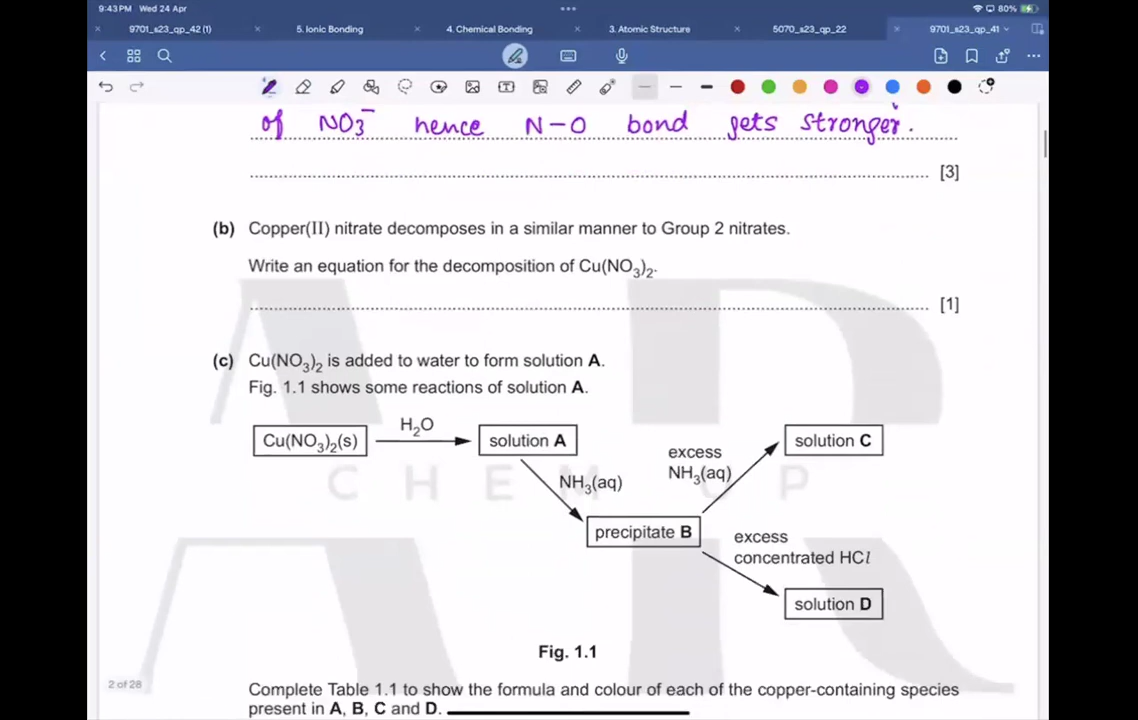 9:43 PM Wed 24 Apr
80%
9701_s23_qp_42 (1)
5. Ionic Bonding
4. Chemical Bonding
3. Atomic Structure
5070_s23_qp_22
9701_s23_qp_41
of NO3⁻ hence N-O bond gets stronger.
[3]
(b) Copper(II) nitrate decomposes in a similar manner to Group 2 nitrates.
Write an equation for the decomposition of Cu(NO₃)₂.
[1]
(c) Cu(NO₃)₂ is added to water to form solution A.
Fig. 1.1 shows some reactions of solution A.
Cu(NO₃)₂(s)
H₂O
solution A
NH₃(aq)
excess
NH₃(aq)
solution C
precipitate B
excess
concentrated HCl
solution D
CHEM UP
AR
Fig. 1.1
2 of 28
Complete Table 1.1 to show the formula and colour of each of the copper-containing species
present in A, B, C and D.